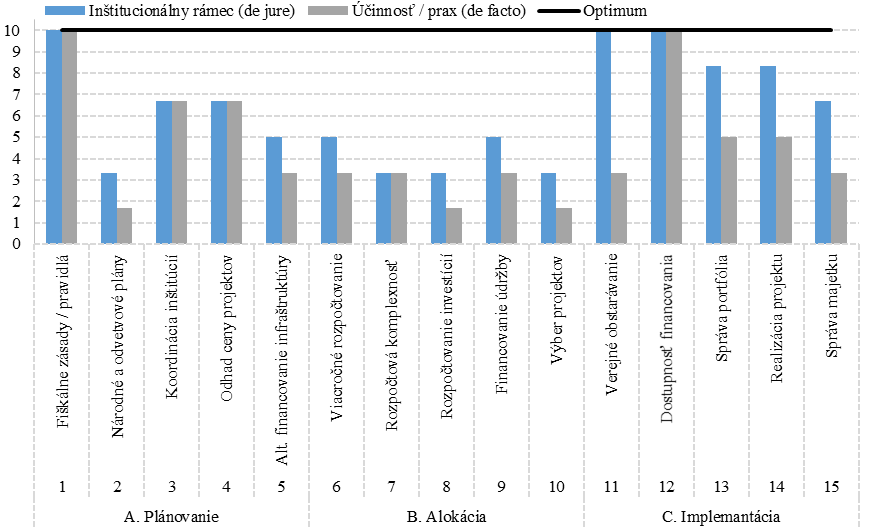 Inštitucionálny rámec (de jure) Účinnosť / prax (de facto) Optimum
10
9
8
7
6
5
4
3
2
1
0
Fiškálne zásady / pravidlá
Národné a odvetvové plány
Koordinácia inštitúcií
Odhad ceny projektov
Alt. financovanie infraštruktúry
Viacročné rozpočtovanie
Rozpočtová komplexnosť
Rozpočtovanie investícií
Financovanie údržby
Výber projektov
Verejné obstarávanie
Dostupnosť financovania
Správa portfólia
Realizácia projektu
Správa majetku
1 2 3 4 5 6 7 8 9 10 11 12 13 14 15
A. Plánovanie B. Alokácia C. Implemantácia